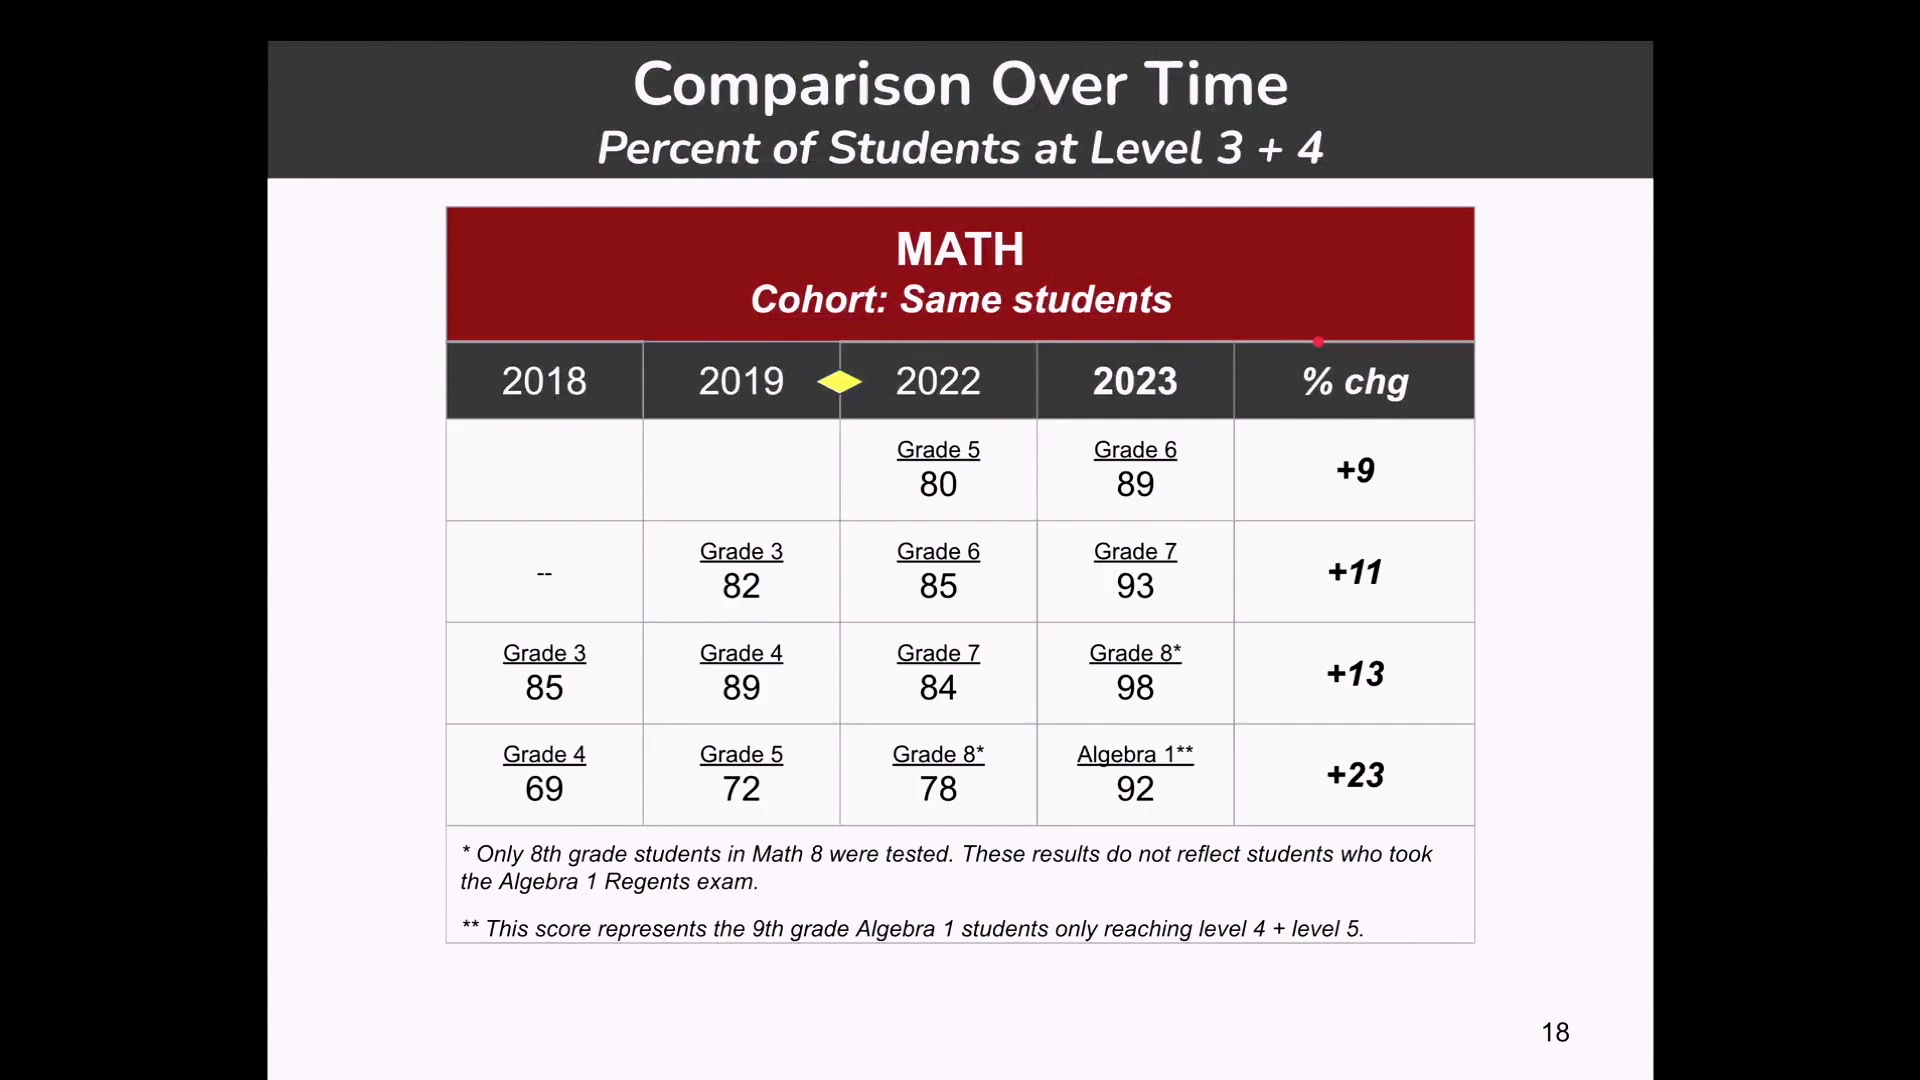 Comparison Over Time
Percent of Students at Level 3 + 4
MATH
Cohort: Same students
2018 2019 2022 2023 % chg
Grade 5 Grade 6
80 89 +9
Grade 3 Grade 6 Grade 7
-- 82 85 93 +11
Grade 3 Grade 4 Grade 7 Grade 8*
85 89 84 98 +13
Grade 4 Grade 5 Grade 8* Algebra 1**
69 72 78 92 +23
* Only 8th grade students in Math 8 were tested. These results do not reflect students who took
the Algebra 1 Regents exam.
** This score represents the 9th grade Algebra 1 students only reaching level 4 + level 5.
18